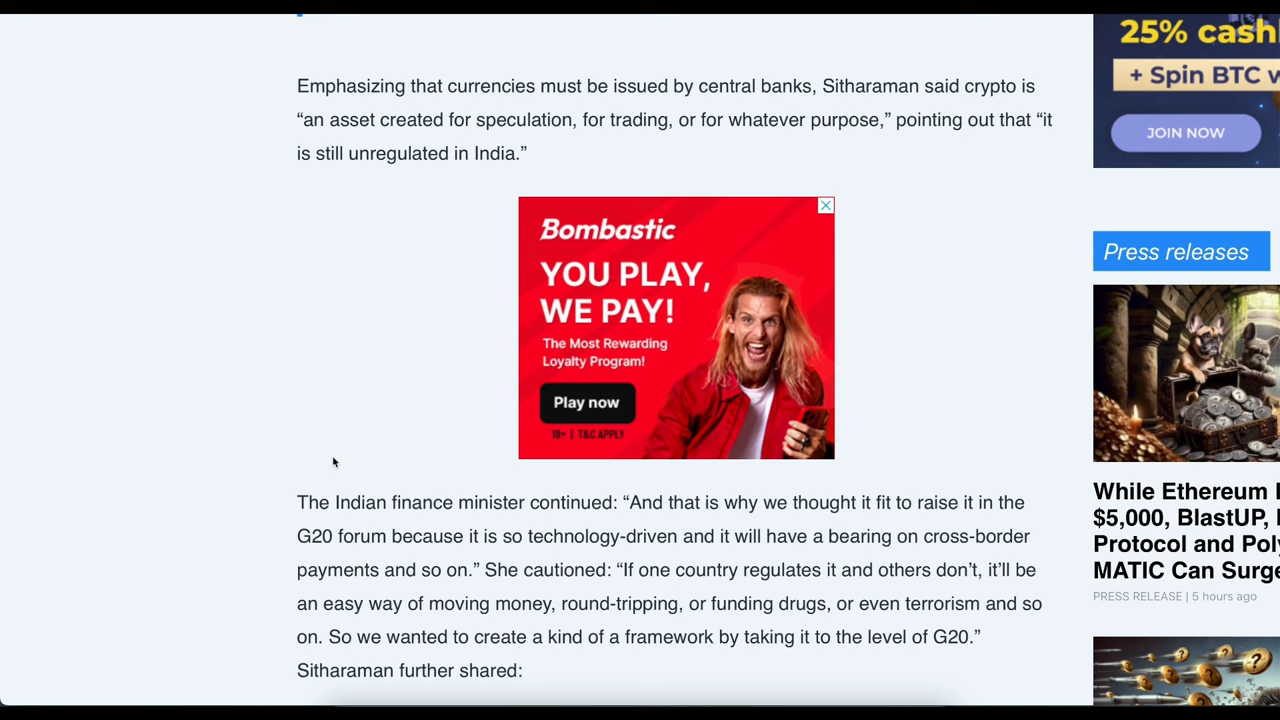 25% cash
+ Spin BTC w
JOIN NOW
Emphasizing that currencies must be issued by central banks, Sitharaman said crypto is
“an asset created for speculation, for trading, or for whatever purpose,” pointing out that “it
is still unregulated in India.”
Bombastic
YOU PLAY,
WE PAY!
The Most Rewarding
Loyalty Program!
Play now
18+ | T&C APPLY
The Indian finance minister continued: “And that is why we thought it fit to raise it in the
G20 forum because it is so technology-driven and it will have a bearing on cross-border
payments and so on.” She cautioned: “If one country regulates it and others don’t, it’ll be
an easy way of moving money, round-tripping, or funding drugs, or even terrorism and so
on. So we wanted to create a kind of a framework by taking it to the level of G20.”
Sitharaman further shared:
Press releases
While Ethereum
$5,000, BlastUP,
Protocol and Pol
MATIC Can Surge
PRESS RELEASE | 5 hours ago